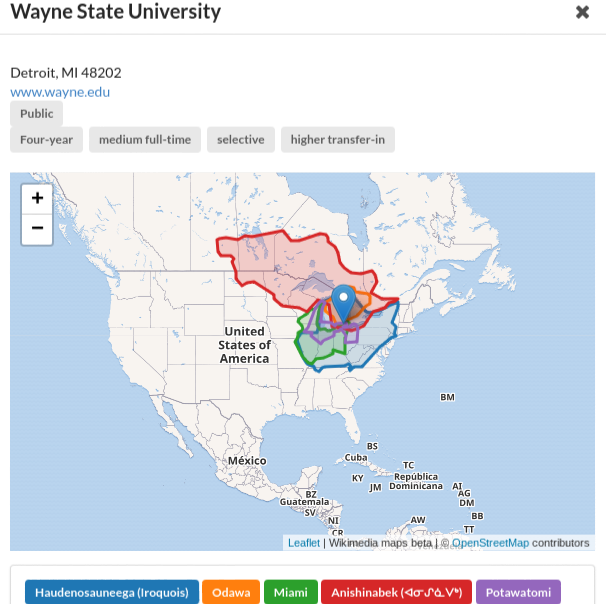 Wayne State University
Detroit, MI 48202
www.wayne.edu
Public
Four-year medium full-time selective higher transfer-in
+
−
United
States of
America
BM
México
BS
Cuba
TC
KY
República
Dominicana
JM
AI
AG
DM
BZ
Guatemala
SV
NI
CR
AW
BB
TT
Leaflet | Wikimedia maps beta | © OpenStreetMap contributors
Haudenosauneega (Iroquois) Odawa Miami Anishinabek (ᐊᓂᔑᓈᐯᒃ) Potawatomi